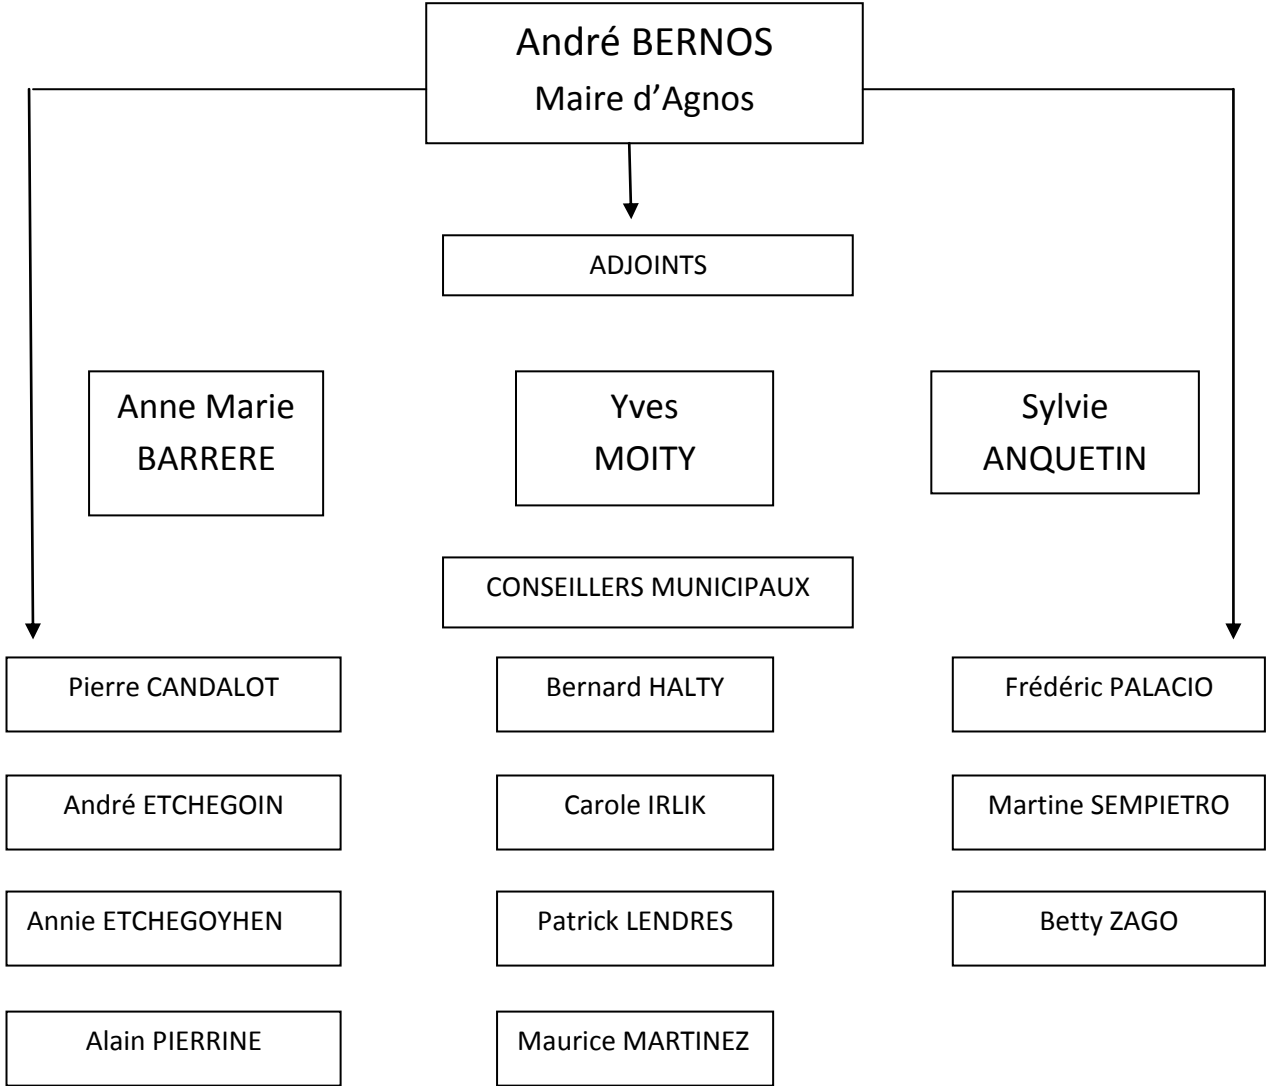 André BERNOS
Maire d’Agnos
ADJOINTS
Anne Marie
BARRERE
Yves
MOITY
Sylvie
ANQUETIN
CONSEILLERS MUNICIPAUX
Pierre CANDALOT
Bernard HALTY
Frédéric PALACIO
André ETCHEGOIN
Carole IRLIK
Martine SEMPIETRO
Annie ETCHEGOYHEN
Patrick LENDRES
Betty ZAGO
Alain PIERRINE
Maurice MARTINEZ